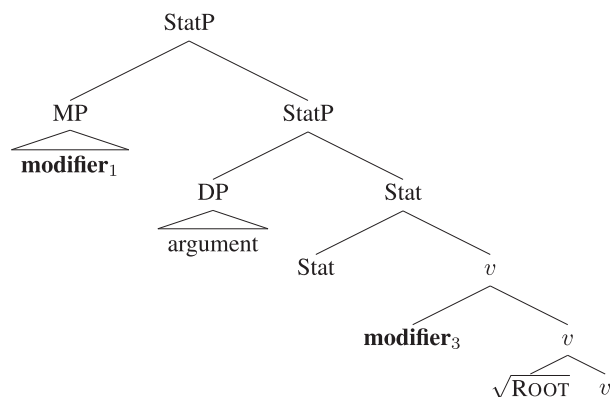 StatP
MP StatP
modifier₁
DP Stat
argument
Stat v
modifier₃ v
√ROOT v